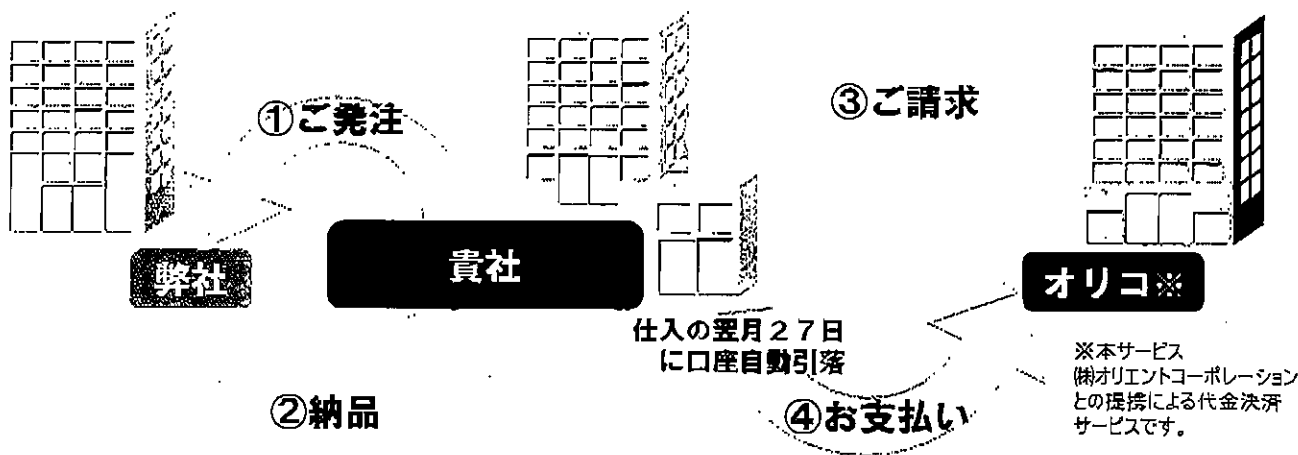 ①ご発注
③ご請求
弊社
貴社
オリコ※
仕入の翌月27日
に口座自動引落
②納品
④お支払い
※本サービス
㈱オリエントコーポレーション
との提携による代金決済
サービスです。